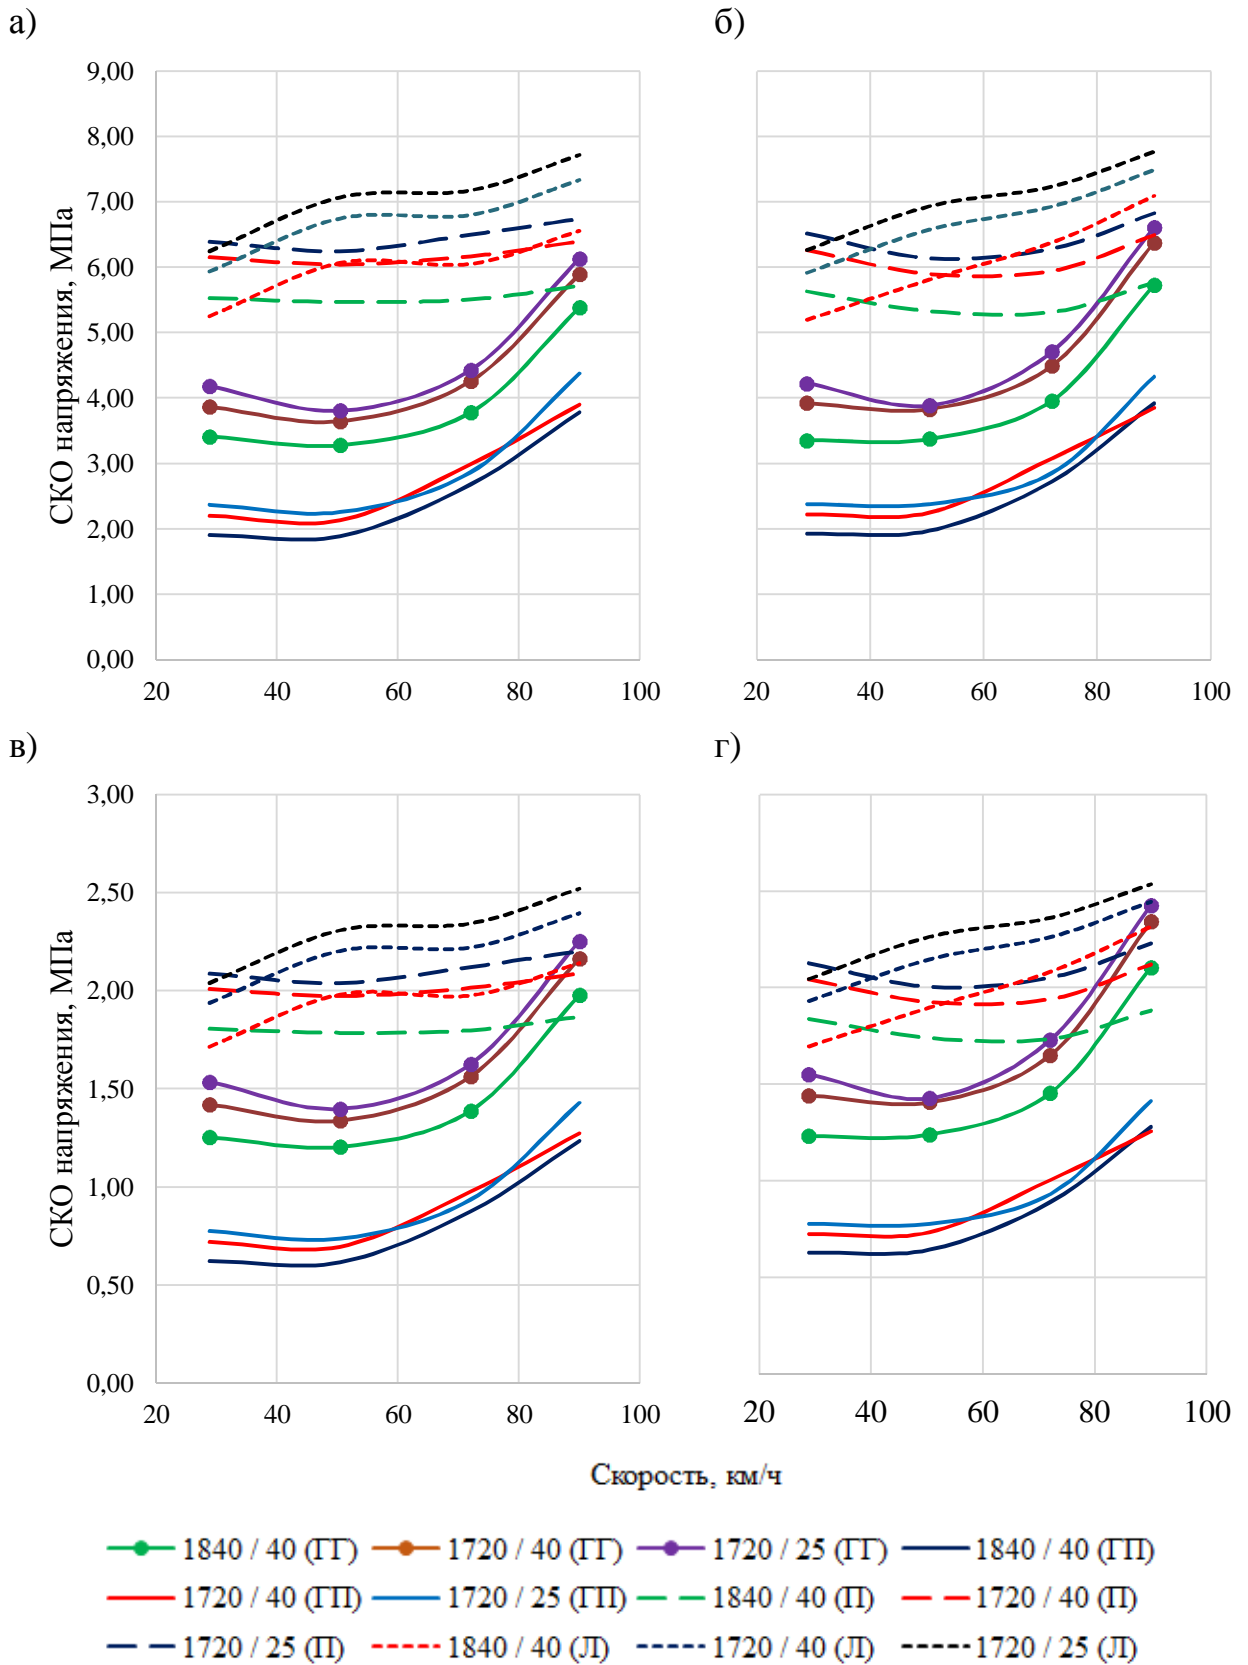 а)
б)
СКО напряжения, МПа
9,00
8,00
7,00
6,00
5,00
4,00
3,00
2,00
1,00
0,00
20 40 60 80 100
20 40 60 80 100
в)
г)
СКО напряжения, МПа
3,00
2,50
2,00
1,50
1,00
0,50
0,00
20 40 60 80 100
20 40 60 80 100
Скорость, км/ч
1840 / 40 (ГГ) 1720 / 40 (ГГ) 1720 / 25 (ГГ) 1840 / 40 (ГП)
1720 / 40 (ГП) 1720 / 25 (ГП) 1840 / 40 (П) 1720 / 40 (П)
1720 / 25 (П) 1840 / 40 (Л) 1720 / 40 (Л) 1720 / 25 (Л)